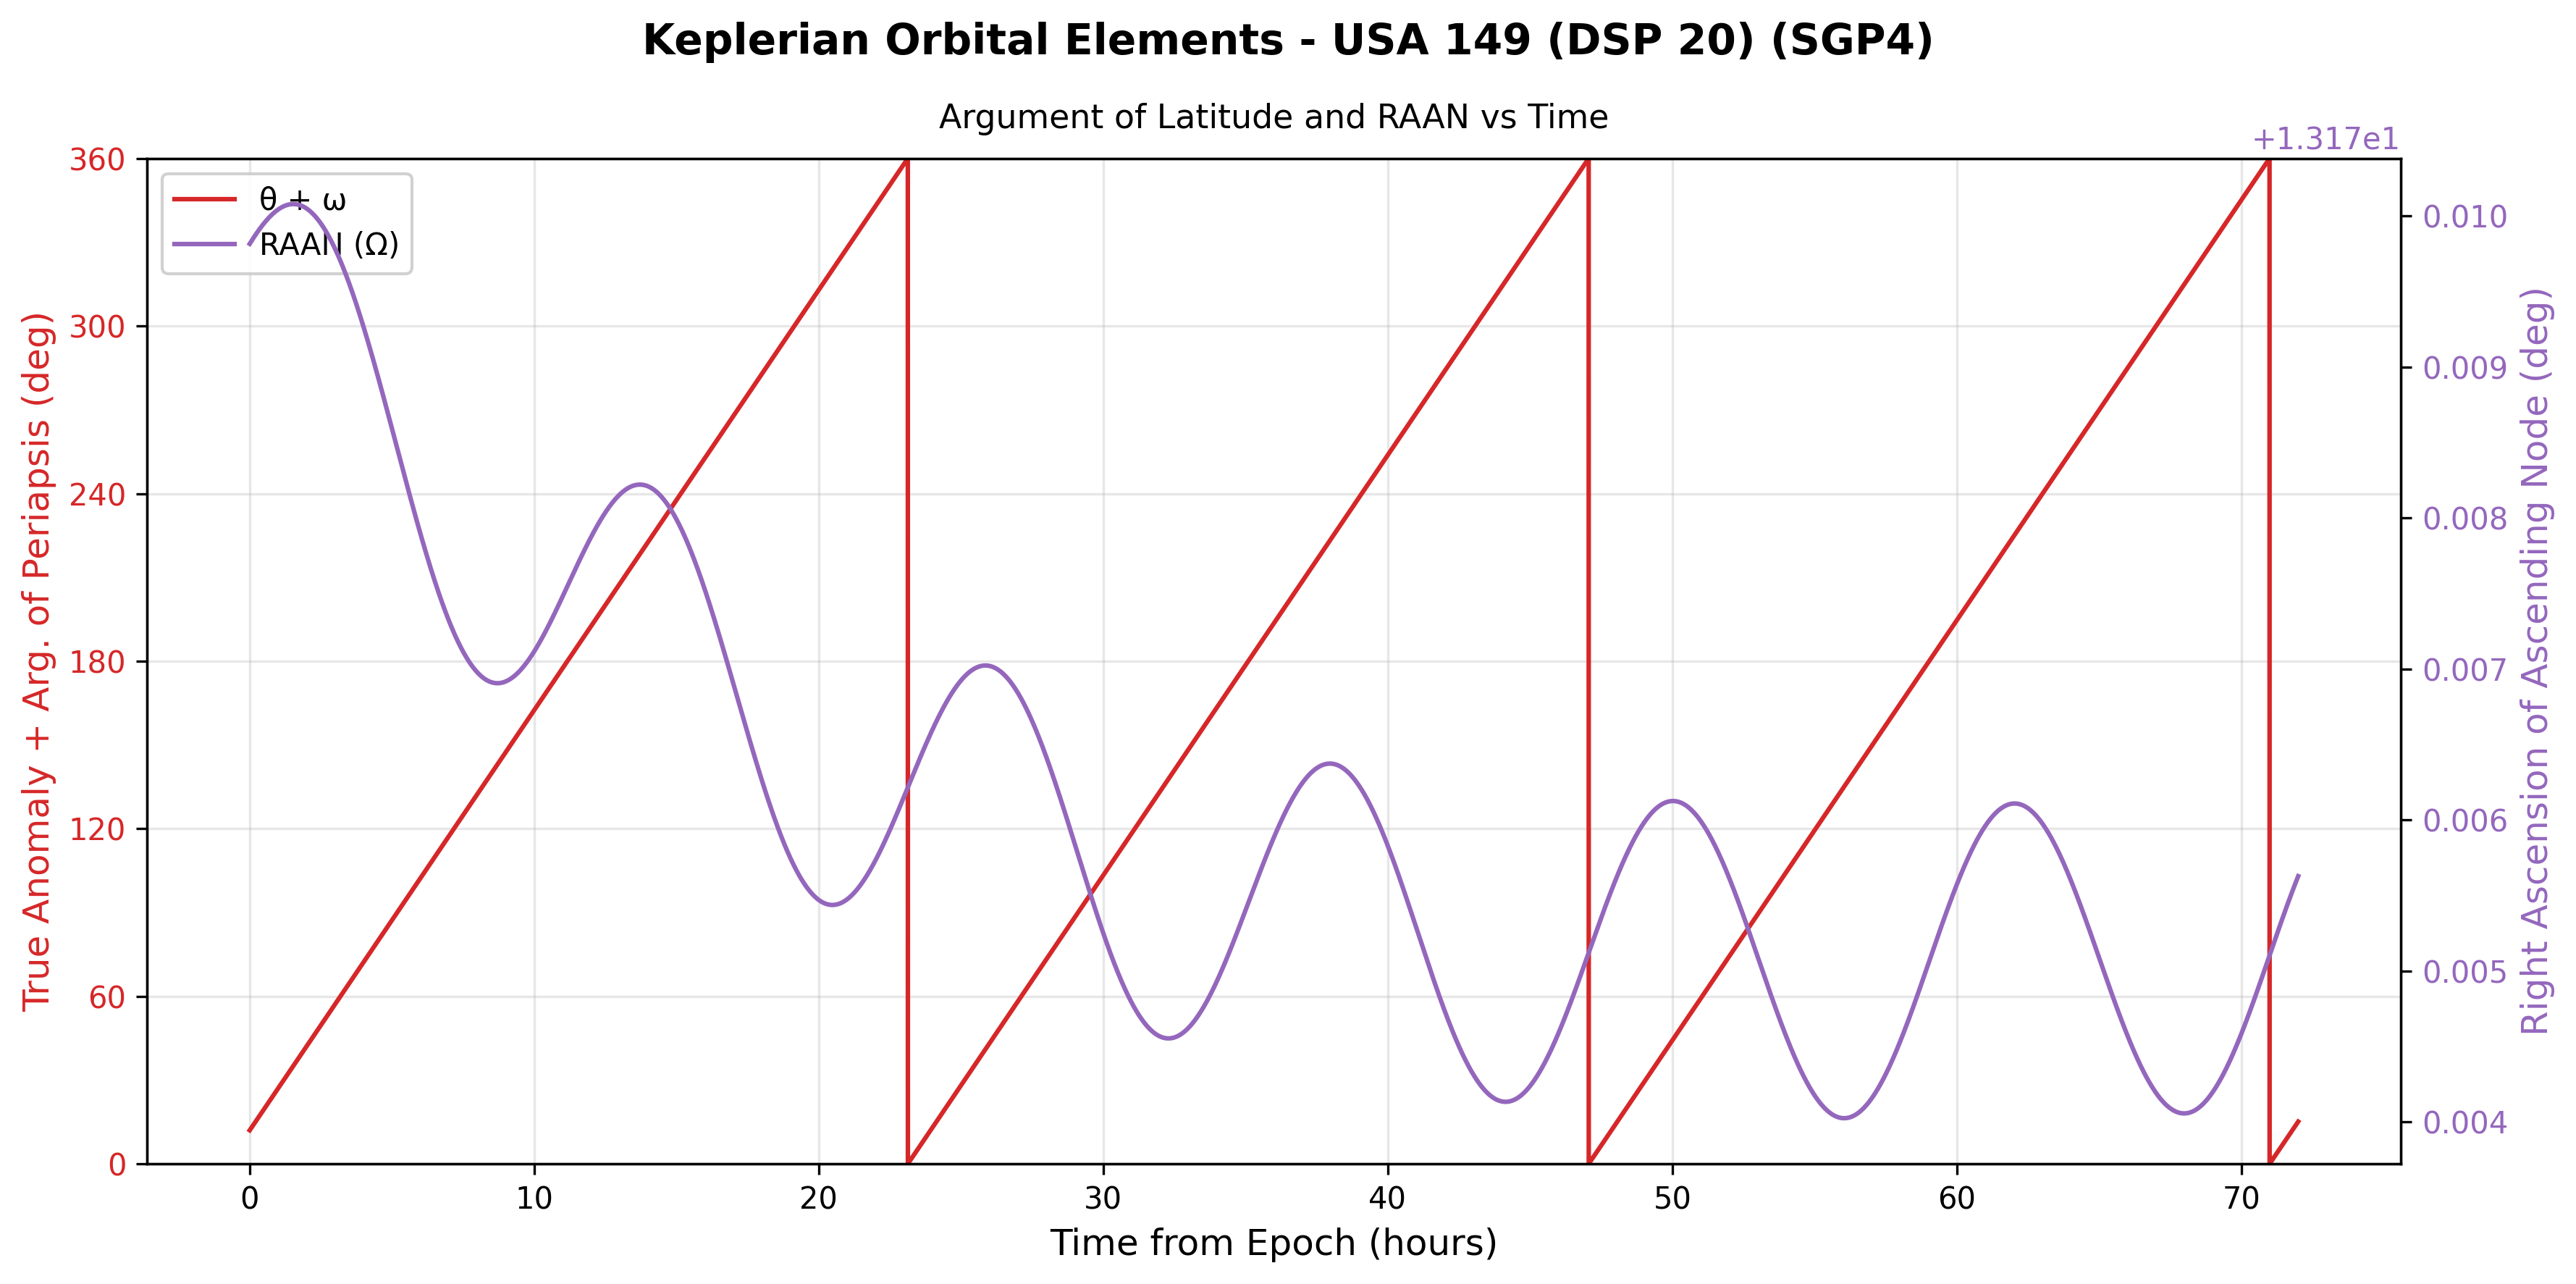 Keplerian Orbital Elements - USA 149 (DSP 20) (SGP4)
Argument of Latitude and RAAN vs Time
+1.317e1
θ + ω
RAAN (Ω)
True Anomaly + Arg. of Periapsis (deg)
360
300
240
180
120
60
0
0.010
0.009
0.008
0.007
0.006
0.005
0.004
Right Ascension of Ascending Node (deg)
0 10 20 30 40 50 60 70
Time from Epoch (hours)